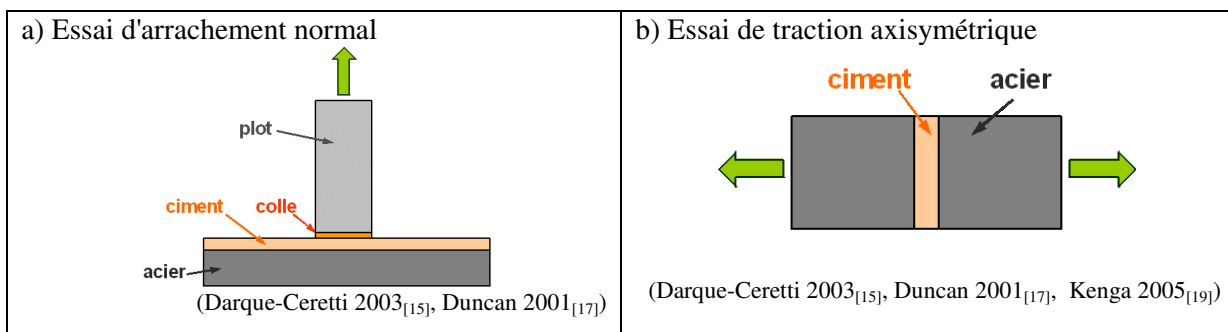 a) Essai d'arrachement normal
plot
ciment
colle
acier
(Darque-Ceretti 2003[15], Duncan 2001[17])
b) Essai de traction axisymétrique
ciment
acier
(Darque-Ceretti 2003[15], Duncan 2001[17], Kenga 2005[19])